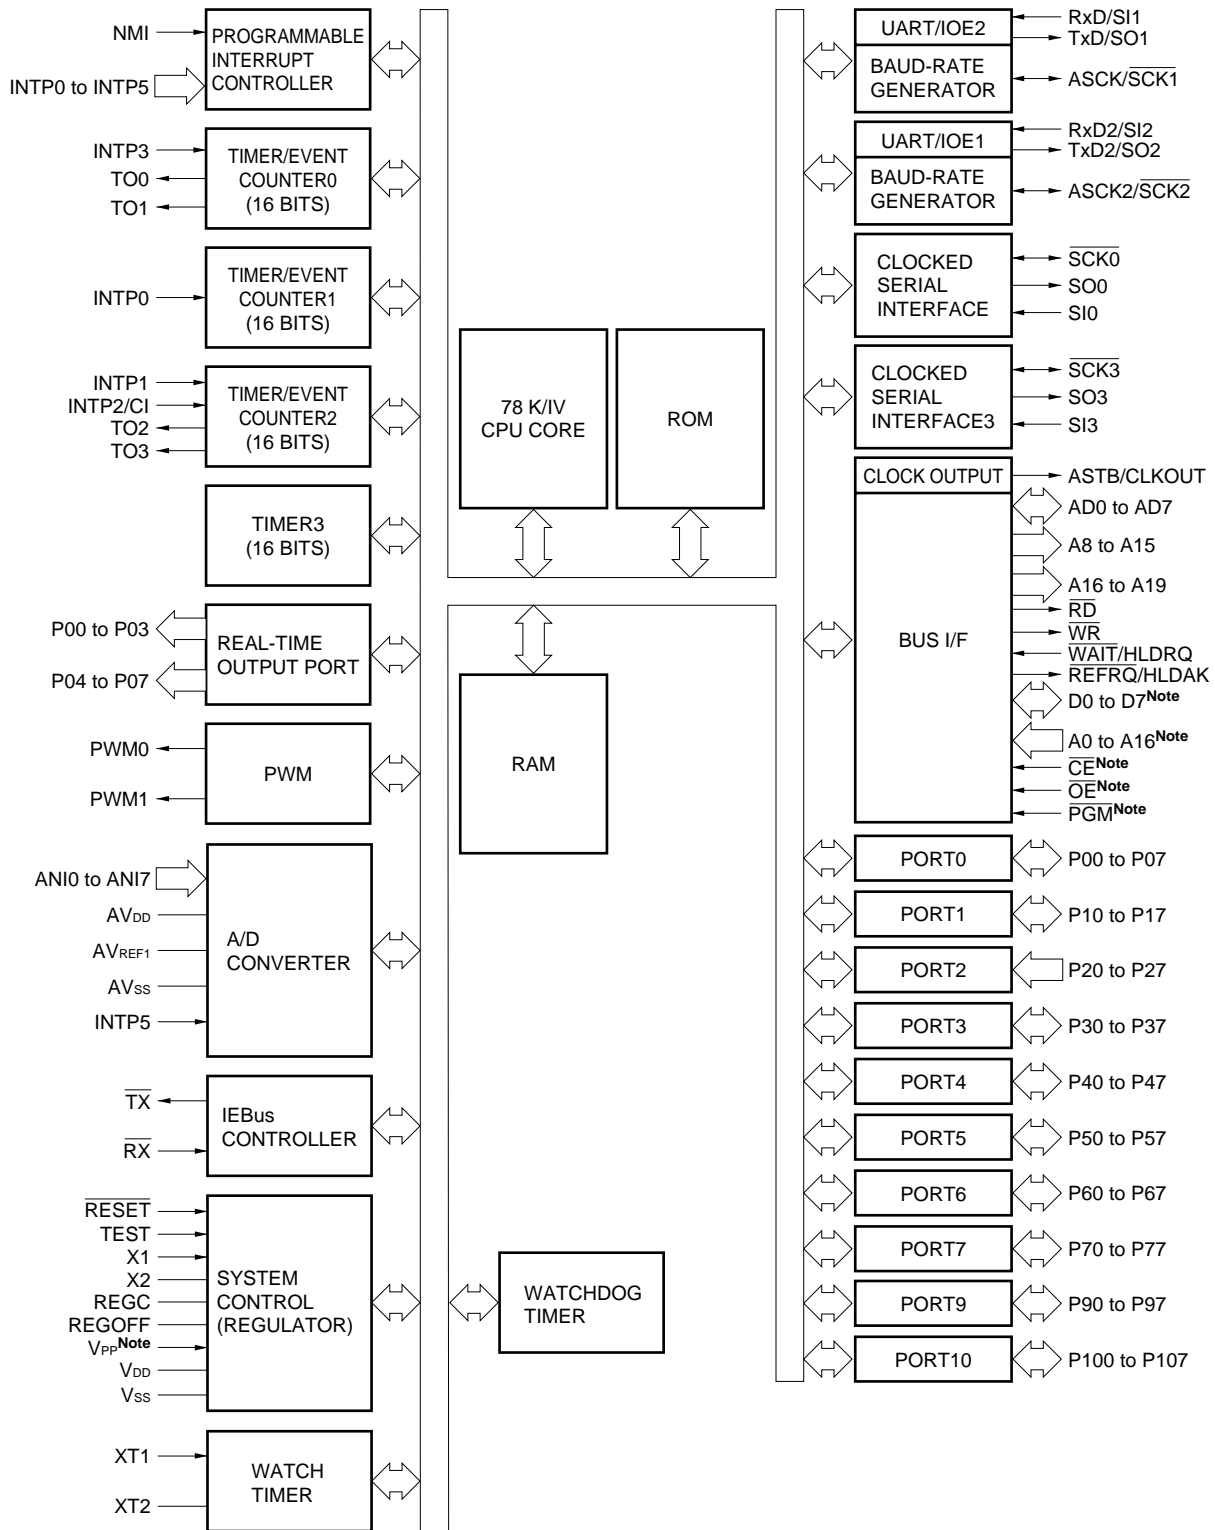 NMI
INTP0 to INTP5
PROGRAMMABLE
INTERRUPT
CONTROLLER
INTP3
TO0
TO1
TIMER/EVENT
COUNTER0
(16 BITS)
INTP0
TIMER/EVENT
COUNTER1
(16 BITS)
INTP1
INTP2/CI
TO2
TO3
TIMER/EVENT
COUNTER2
(16 BITS)
TIMER3
(16 BITS)
P00 to P03
P04 to P07
REAL-TIME
OUTPUT PORT
PWM0
PWM1
PWM
ANI0 to ANI7
AVDD
AVREF1
AVSS
INTP5
A/D
CONVERTER
TX
RX
IEBus
CONTROLLER
RESET
TEST
X1
X2
REGC
REGOFF
VPPNote
VDD
VSS
SYSTEM
CONTROL
(REGULATOR)
XT1
XT2
WATCH
TIMER
78 K/IV
CPU CORE
ROM
RAM
WATCHDOG
TIMER
UART/IOE2
BAUD-RATE
GENERATOR
RxD/SI1
TxD/SO1
ASCK/SCK1
UART/IOE1
BAUD-RATE
GENERATOR
RxD2/SI2
TxD2/SO2
ASCK2/SCK2
CLOCKED
SERIAL
INTERFACE
SCK0
SO0
SI0
CLOCKED
SERIAL
INTERFACE3
SCK3
SO3
SI3
CLOCK OUTPUT
ASTB/CLKOUT
BUS I/F
AD0 to AD7
A8 to A15
A16 to A19
RD
WR
WAIT/HLDRQ
REFRQ/HLDAK
D0 to D7Note
A0 to A16Note
CENote
OENote
PGMNote
PORT0
P00 to P07
PORT1
P10 to P17
PORT2
P20 to P27
PORT3
P30 to P37
PORT4
P40 to P47
PORT5
P50 to P57
PORT6
P60 to P67
PORT7
P70 to P77
PORT9
P90 to P97
PORT10
P100 to P107